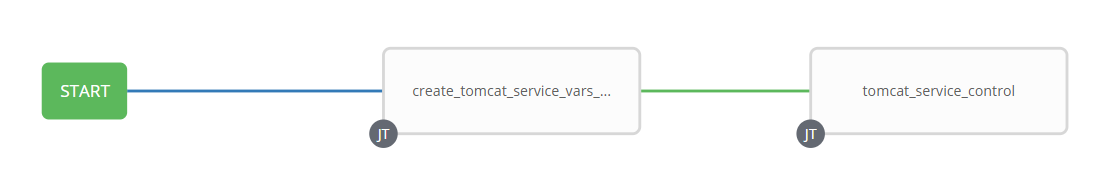 START
create_tomcat_service_vars_...
JT
tomcat_service_control
JT